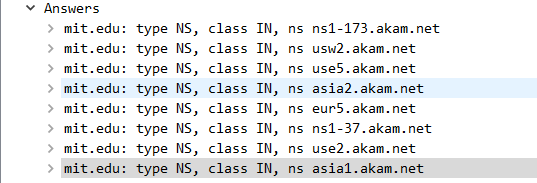 Answers
mit.edu: type NS, class IN, ns ns1-173.akam.net
mit.edu: type NS, class IN, ns usw2.akam.net
mit.edu: type NS, class IN, ns use5.akam.net
mit.edu: type NS, class IN, ns asia2.akam.net
mit.edu: type NS, class IN, ns eur5.akam.net
mit.edu: type NS, class IN, ns ns1-37.akam.net
mit.edu: type NS, class IN, ns use2.akam.net
mit.edu: type NS, class IN, ns asia1.akam.net